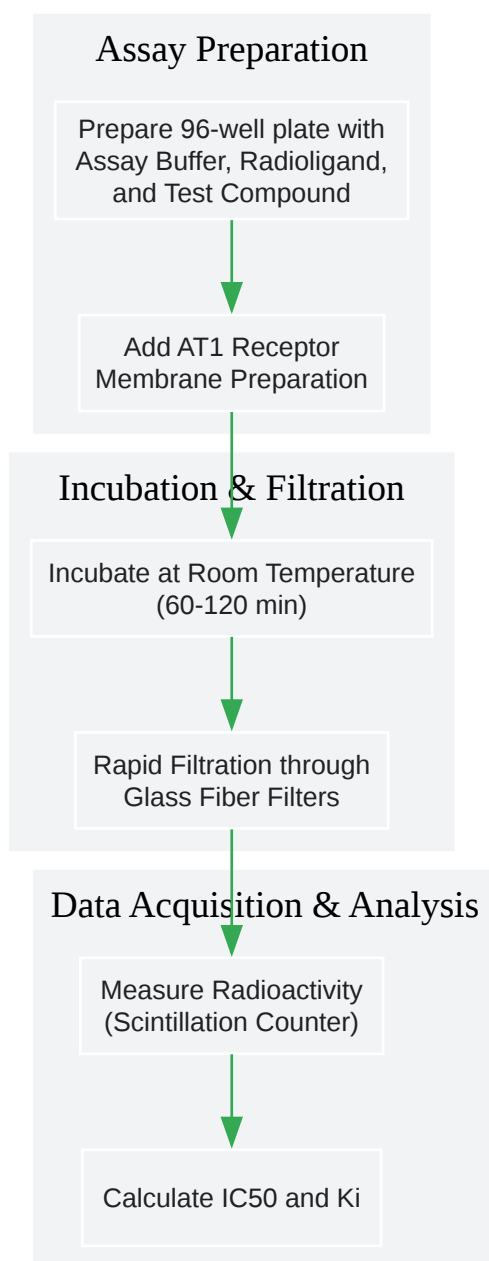 Assay Preparation
Prepare 96-well plate with
Assay Buffer, Radioligand,
and Test Compound
Add AT1 Receptor
Membrane Preparation
Incubation & Filtration
Incubate at Room Temperature
(60-120 min)
Rapid Filtration through
Glass Fiber Filters
Data Acquisition & Analysis
Measure Radioactivity
(Scintillation Counter)
Calculate IC50 and Ki